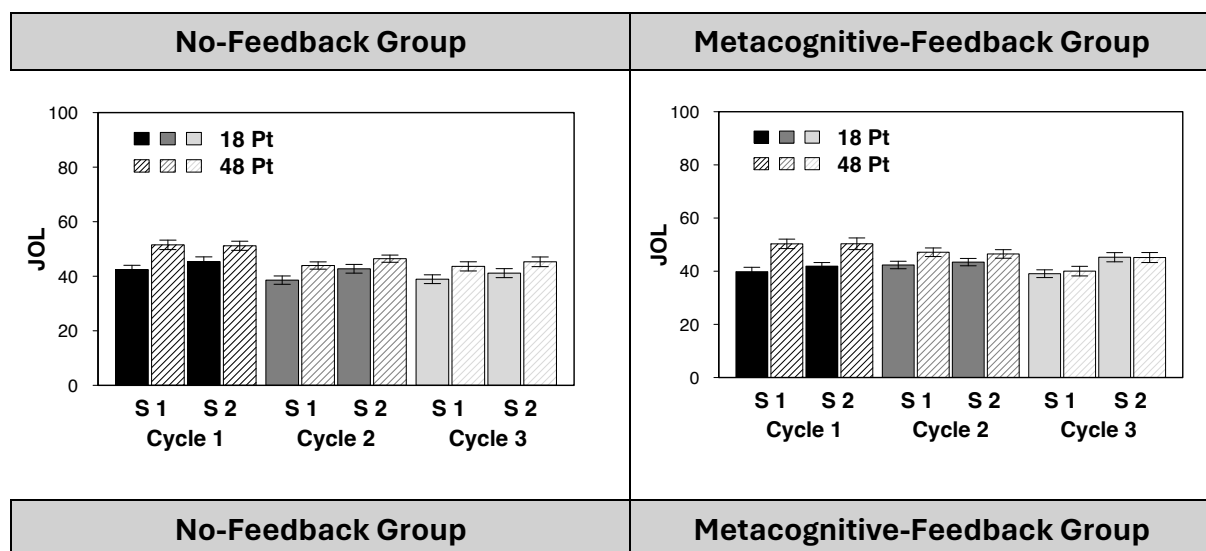 No-Feedback Group
Metacognitive-Feedback Group
100
80
60
40
20
0
JOL
18 Pt
48 Pt
S 1 S 2 S 1 S 2 S 1 S 2
Cycle 1 Cycle 2 Cycle 3
100
80
60
40
20
0
JOL
18 Pt
48 Pt
S 1 S 2 S 1 S 2 S 1 S 2
Cycle 1 Cycle 2 Cycle 3
No-Feedback Group
Metacognitive-Feedback Group